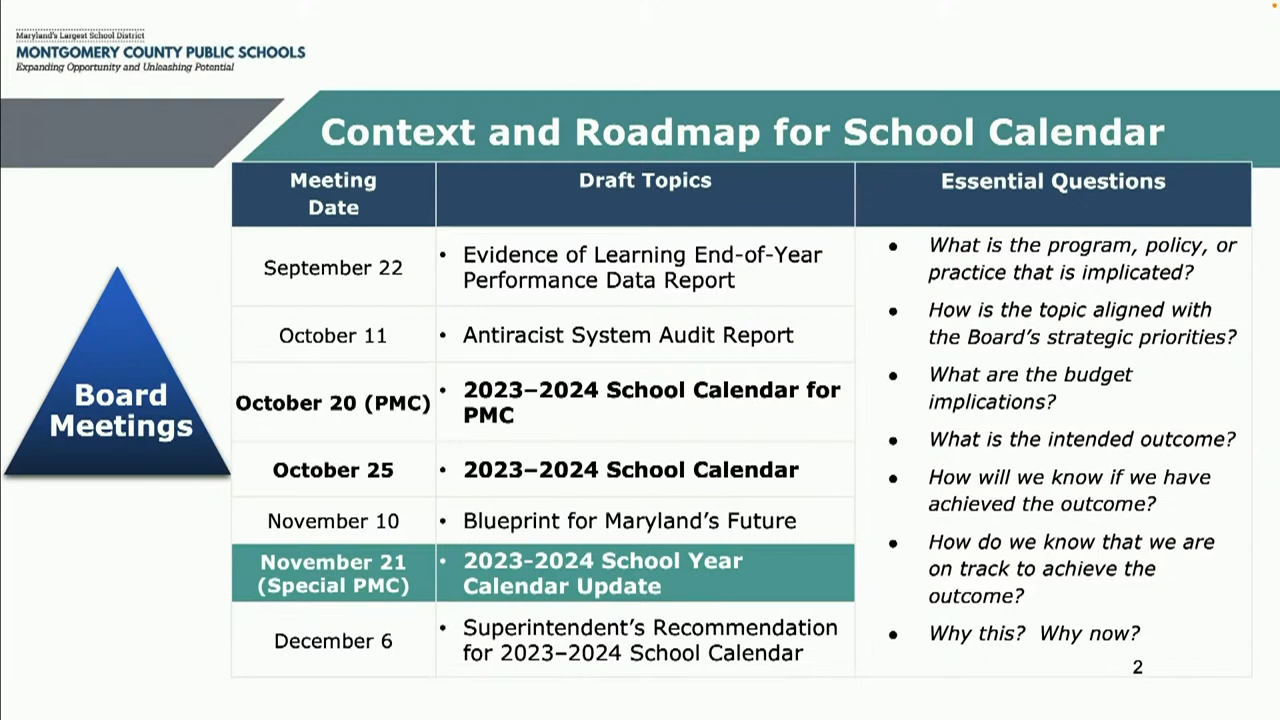 Maryland's Largest School District
MONTGOMERY COUNTY PUBLIC SCHOOLS
Expanding Opportunity and Unleashing Potential
Context and Roadmap for School Calendar
Board
Meetings
Meeting
Date
Draft Topics
Essential Questions
September 22
• Evidence of Learning End-of-Year
Performance Data Report
October 11
• Antiracist System Audit Report
October 20 (PMC)
• 2023–2024 School Calendar for
PMC
October 25
• 2023–2024 School Calendar
November 10
• Blueprint for Maryland's Future
November 21
(Special PMC)
• 2023-2024 School Year
Calendar Update
December 6
• Superintendent's Recommendation
for 2023–2024 School Calendar
• What is the program, policy, or
practice that is implicated?
• How is the topic aligned with
the Board's strategic priorities?
• What are the budget
implications?
• What is the intended outcome?
• How will we know if we have
achieved the outcome?
• How do we know that we are
on track to achieve the
outcome?
• Why this?  Why now?
2